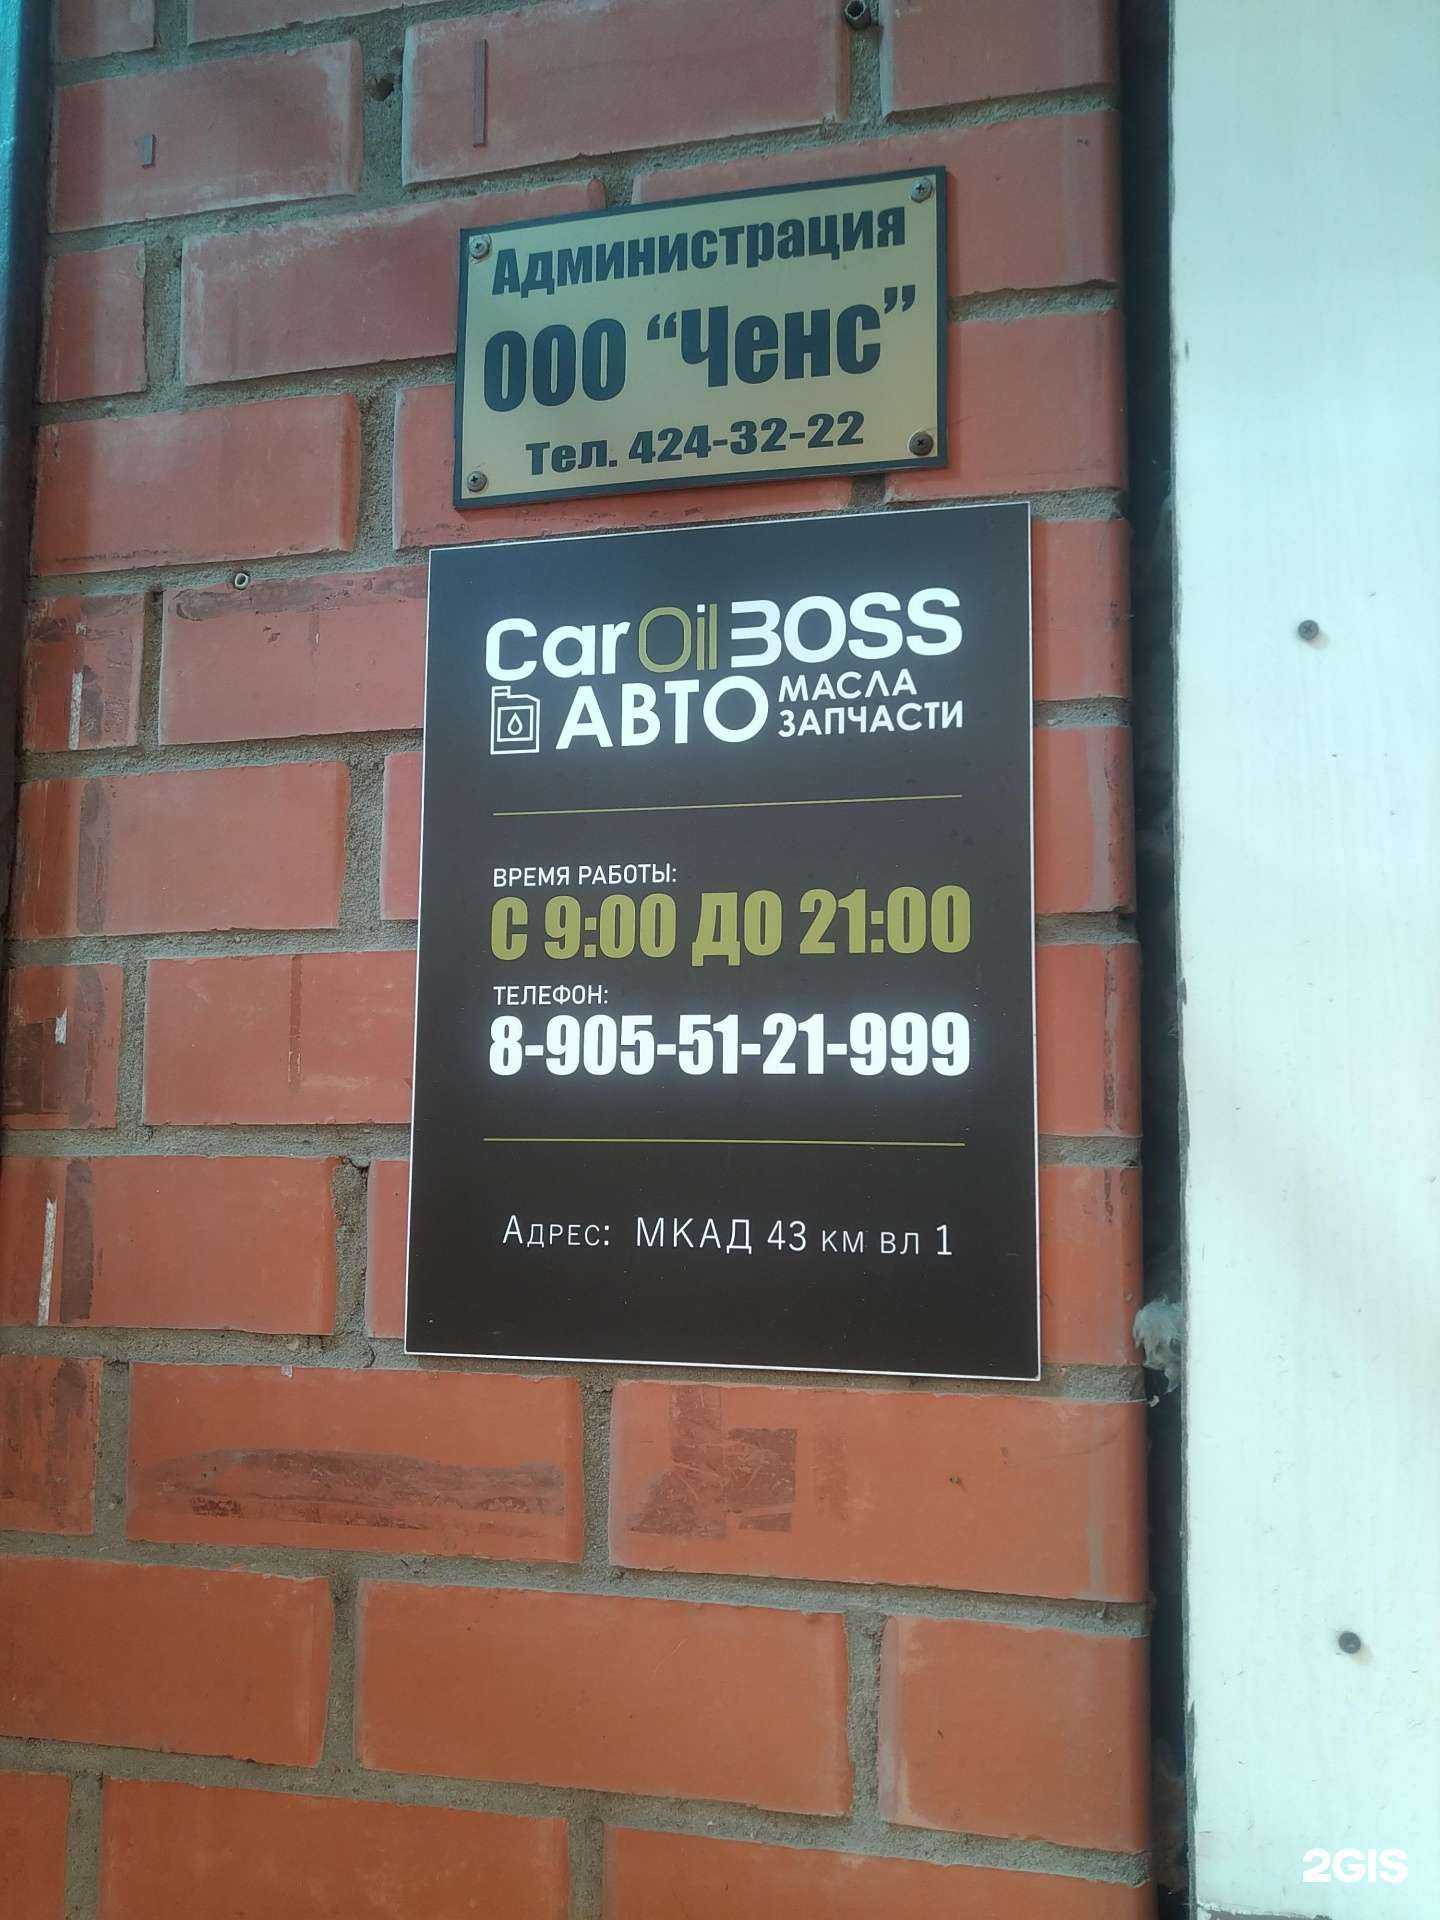 Администрация
ООО “Ченс”
Тел. 424-32-22
CarOilBOSS
АВТО МАСЛА
ЗАПЧАСТИ
ВРЕМЯ РАБОТЫ:
С 9:00 ДО 21:00
ТЕЛЕФОН:
8-905-51-21-999
Адрес: МКАД 43 км вл 1
2GIS